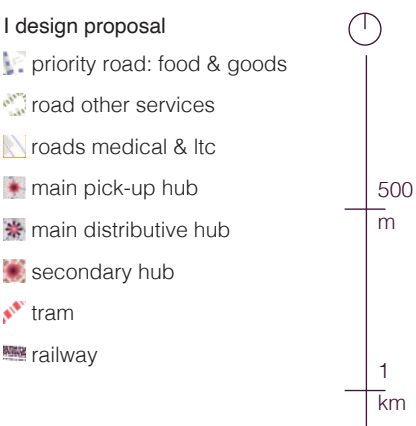 I design proposal
priority road: food & goods
road other services
roads medical & ltc
main pick-up hub
main distributive hub
secondary hub
tram
railway
500
m
1
km